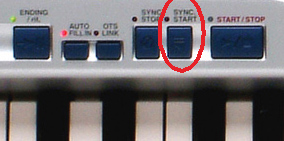 ENDING
/rit.
AUTO
FILL IN
OTS
LINK
SYNC.
STOP
SYNC.
START
START/STOP